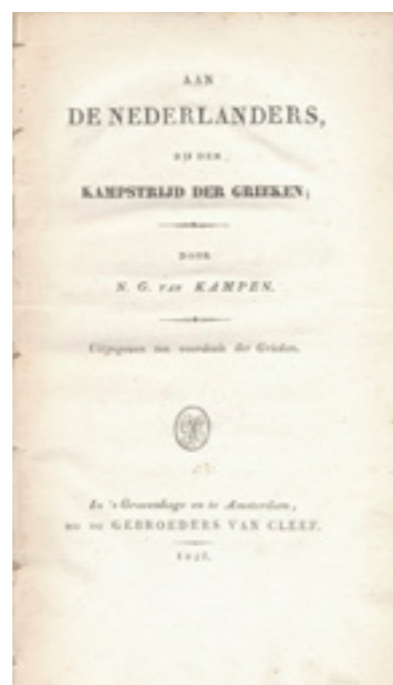 AAN
DE NEDERLANDERS,
BIJ DEN
KAMPSTRIJD DER GRIEKEN;
DOOR
N. G. VAN KAMPEN.
Uitgegeven ten voordeele der Grieken.
In 's Gravenhage en te Amsterdam,
BIJ DE GEBROEDERS VAN CLEEF.